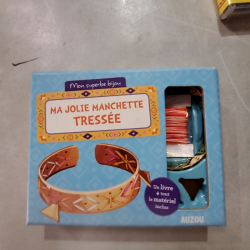 Mon superbe bijou
MA JOLIE MANCHETTE
TRESSÉE
Un livre
+ tout
le matériel
inclus
AUZOU